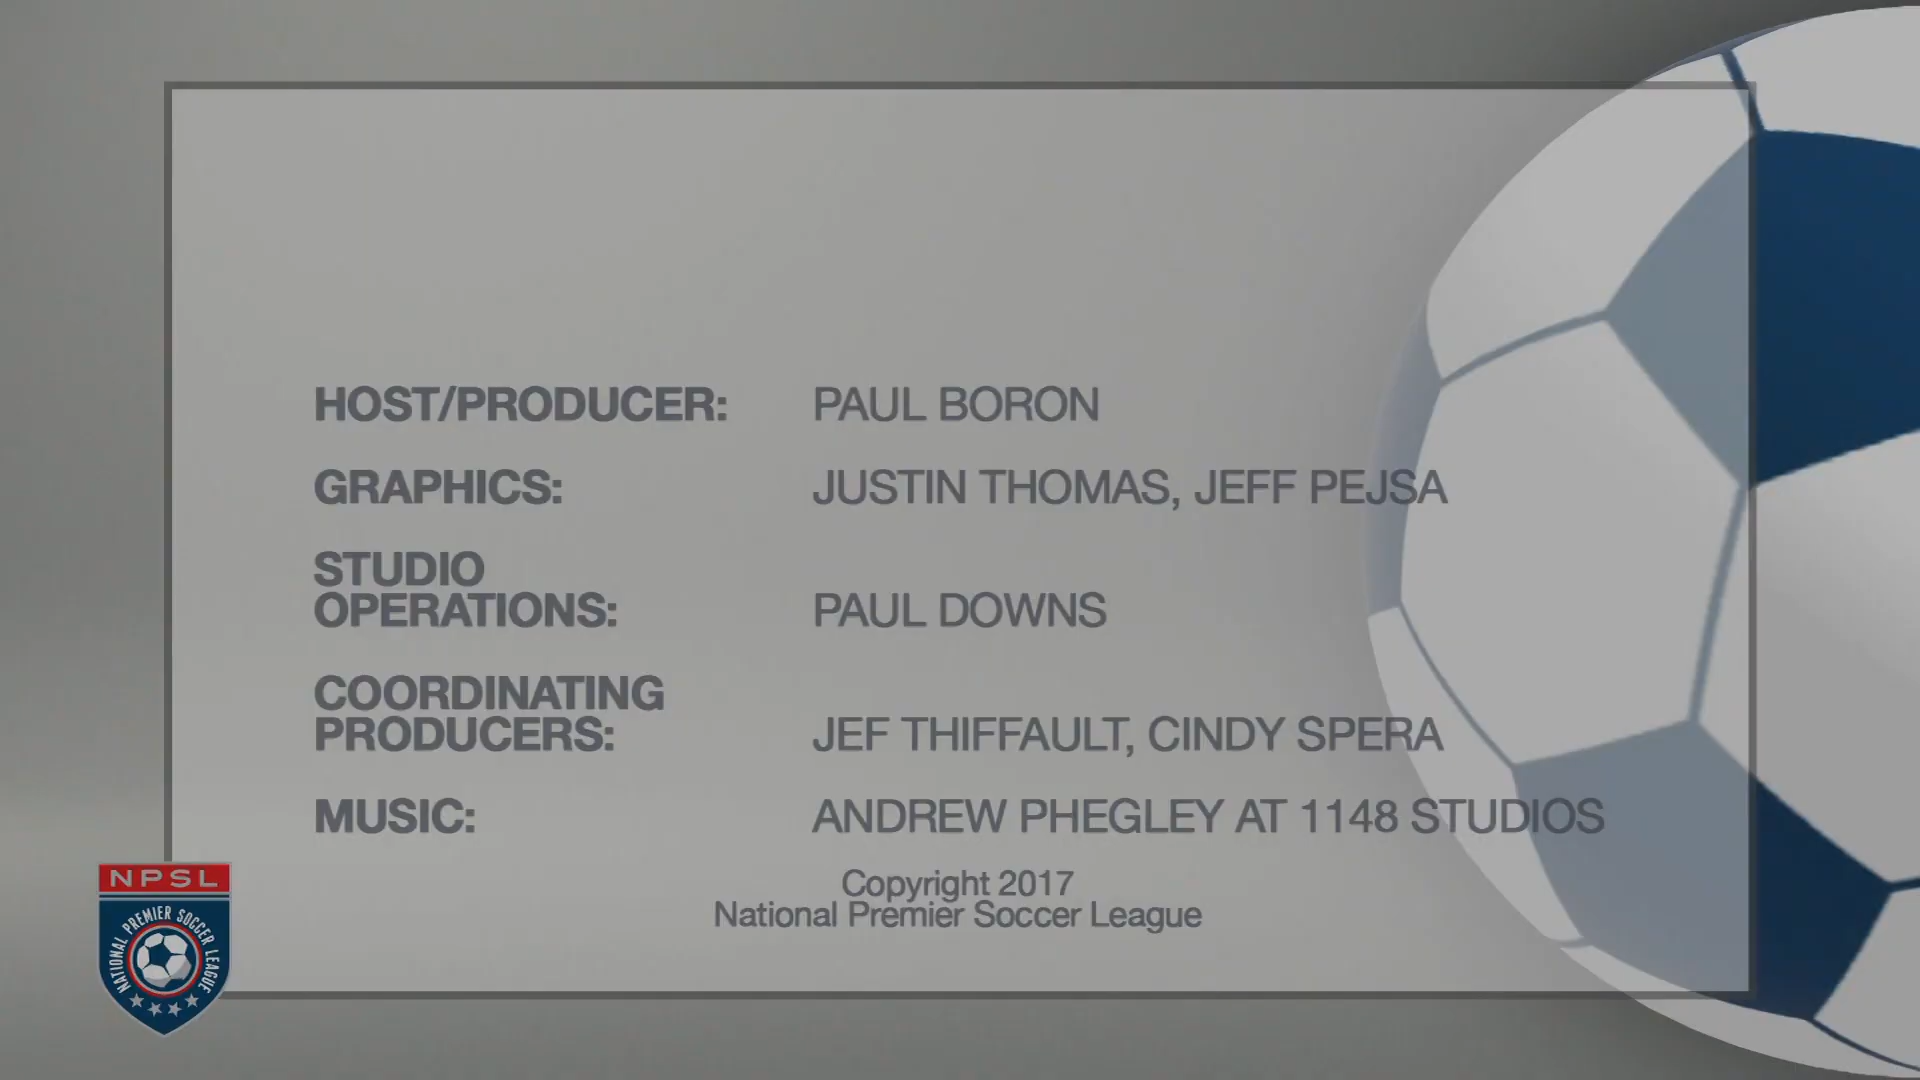 HOST/PRODUCER: PAUL BORON
GRAPHICS: JUSTIN THOMAS, JEFF PEJSA
STUDIO
OPERATIONS: PAUL DOWNS
COORDINATING
PRODUCERS: JEF THIFFAULT, CINDY SPERA
MUSIC: ANDREW PHEGLEY AT 1148 STUDIOS
Copyright 2017
National Premier Soccer League
NPSL
NATIONAL PREMIER SOCCER LEAGUE